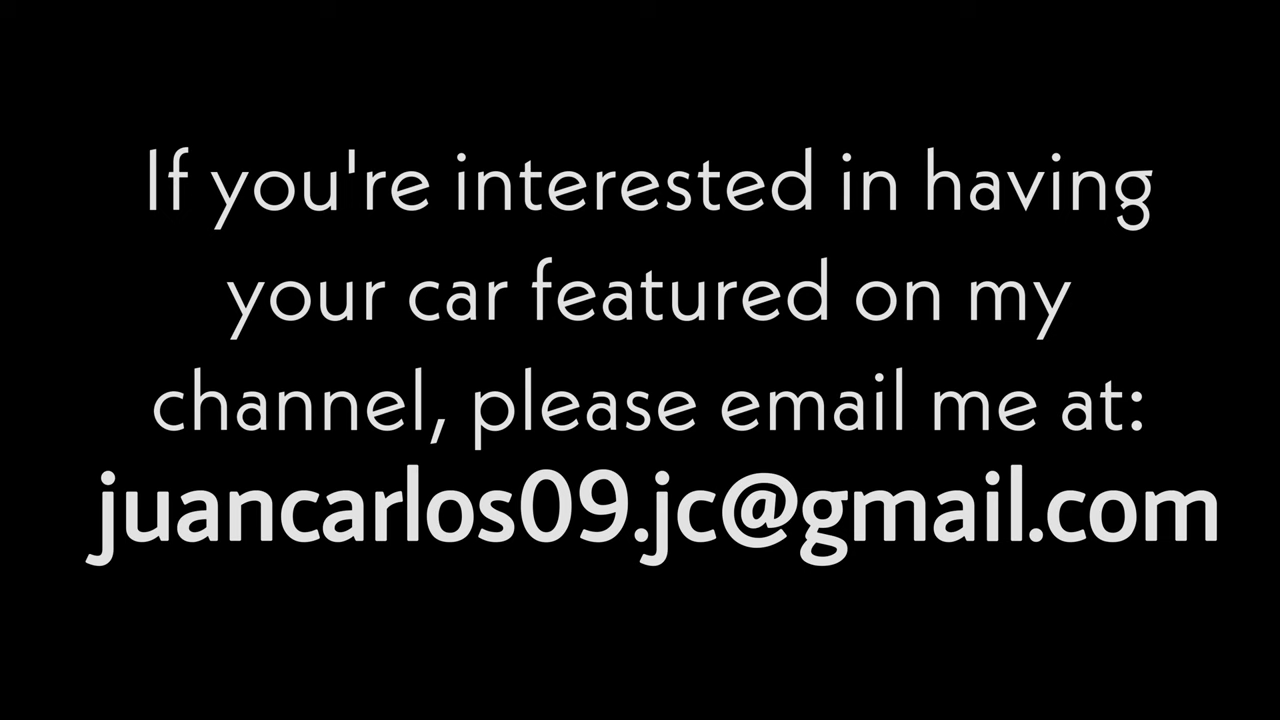 If you're interested in having
your car featured on my
channel, please email me at:
juancarlos09.jc@gmail.com